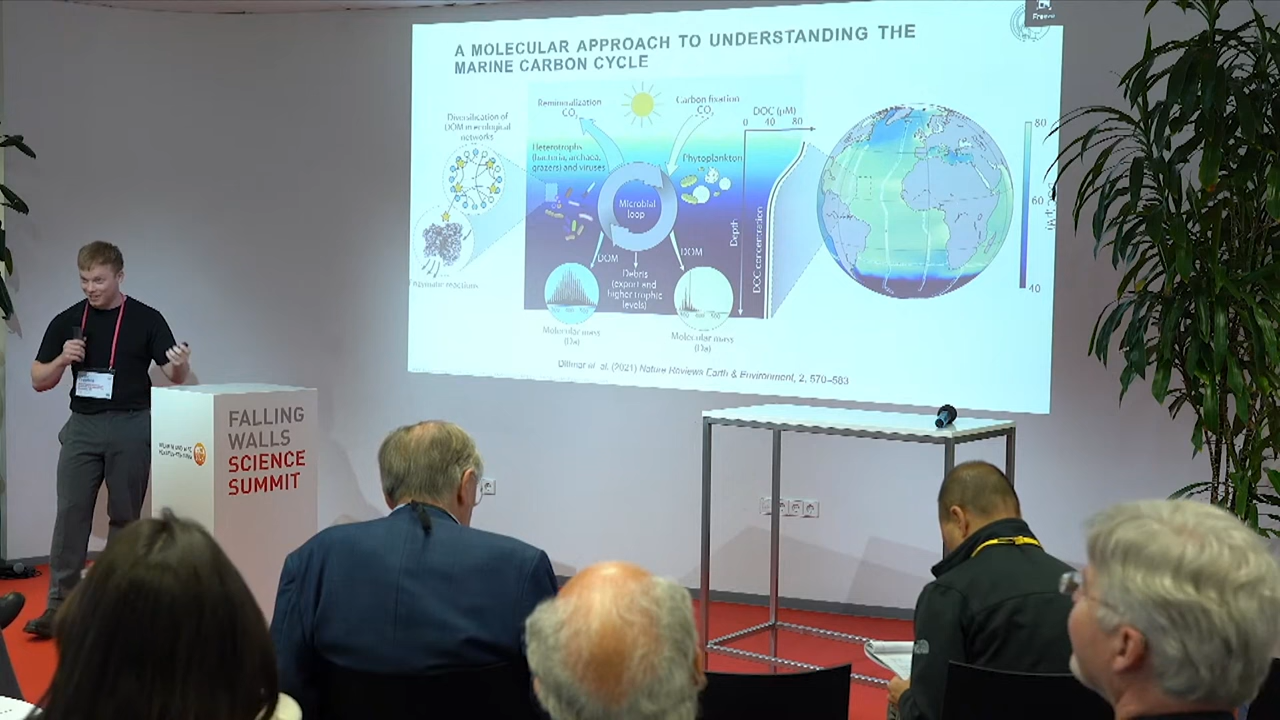 A MOLECULAR APPROACH TO UNDERSTANDING THE
MARINE CARBON CYCLE
Freevi
Diversification of
DOM in ecological
networks
Enzymatic reactions
Remineralization
CO2
Carbon fixation
CO2
Heterotrophs
(bacteria, archaea,
grazers) and viruses
Phytoplankton
Microbial
loop
DOM
DOM
Debris
(export and
higher trophic
levels)
Molecular mass
(Da)
Molecular mass
(Da)
DOC (µM)
0 40 80
Depth
DOC concentration
80
60
40
Dittmar et al. (2021) Nature Reviews Earth & Environment, 2, 570–583
FALLING
WALLS
SCIENCE
SUMMIT